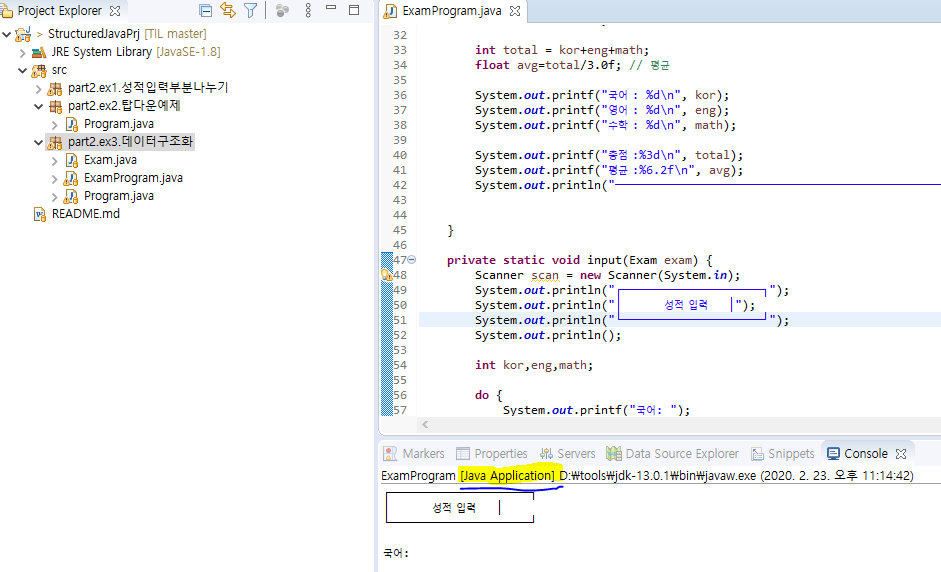 Project Explorer
StructuredJavaPrj [TIL master]
JRE System Library [JavaSE-1.8]
src
part2.ex1.성적입력부분나누기
part2.ex2.탑다운예제
Program.java
part2.ex3.데이터구조화
Exam.java
ExamProgram.java
Program.java
README.md
ExamProgram.java
32
33 int total = kor+eng+math;
34 float avg=total/3.0f; // 평균
35
36 System.out.printf("국어 : %d\n", kor);
37 System.out.printf("영어 : %d\n", eng);
38 System.out.printf("수학 : %d\n", math);
39
40 System.out.printf("총점 :%3d\n", total);
41 System.out.printf("평균 :%6.2f\n", avg);
42 System.out.println("─────────────────────────
43
44
45 }
46
47 private static void input(Exam exam) {
48 Scanner scan = new Scanner(System.in);
49 System.out.println("┌───────────┐");
50 System.out.println("│ 성적 입력 │");
51 System.out.println("└───────────┘");
52 System.out.println();
53
54 int kor,eng,math;
55
56 do {
57 System.out.printf("국어: ");
Markers Properties Servers Data Source Explorer Snippets Console
ExamProgram [Java Application] D:₩tools₩jdk-13.0.1₩bin₩javaw.exe (2020. 2. 23. 오후 11:14:42)
┌───────────┐
│ 성적 입력 │
└───────────┘
국어: